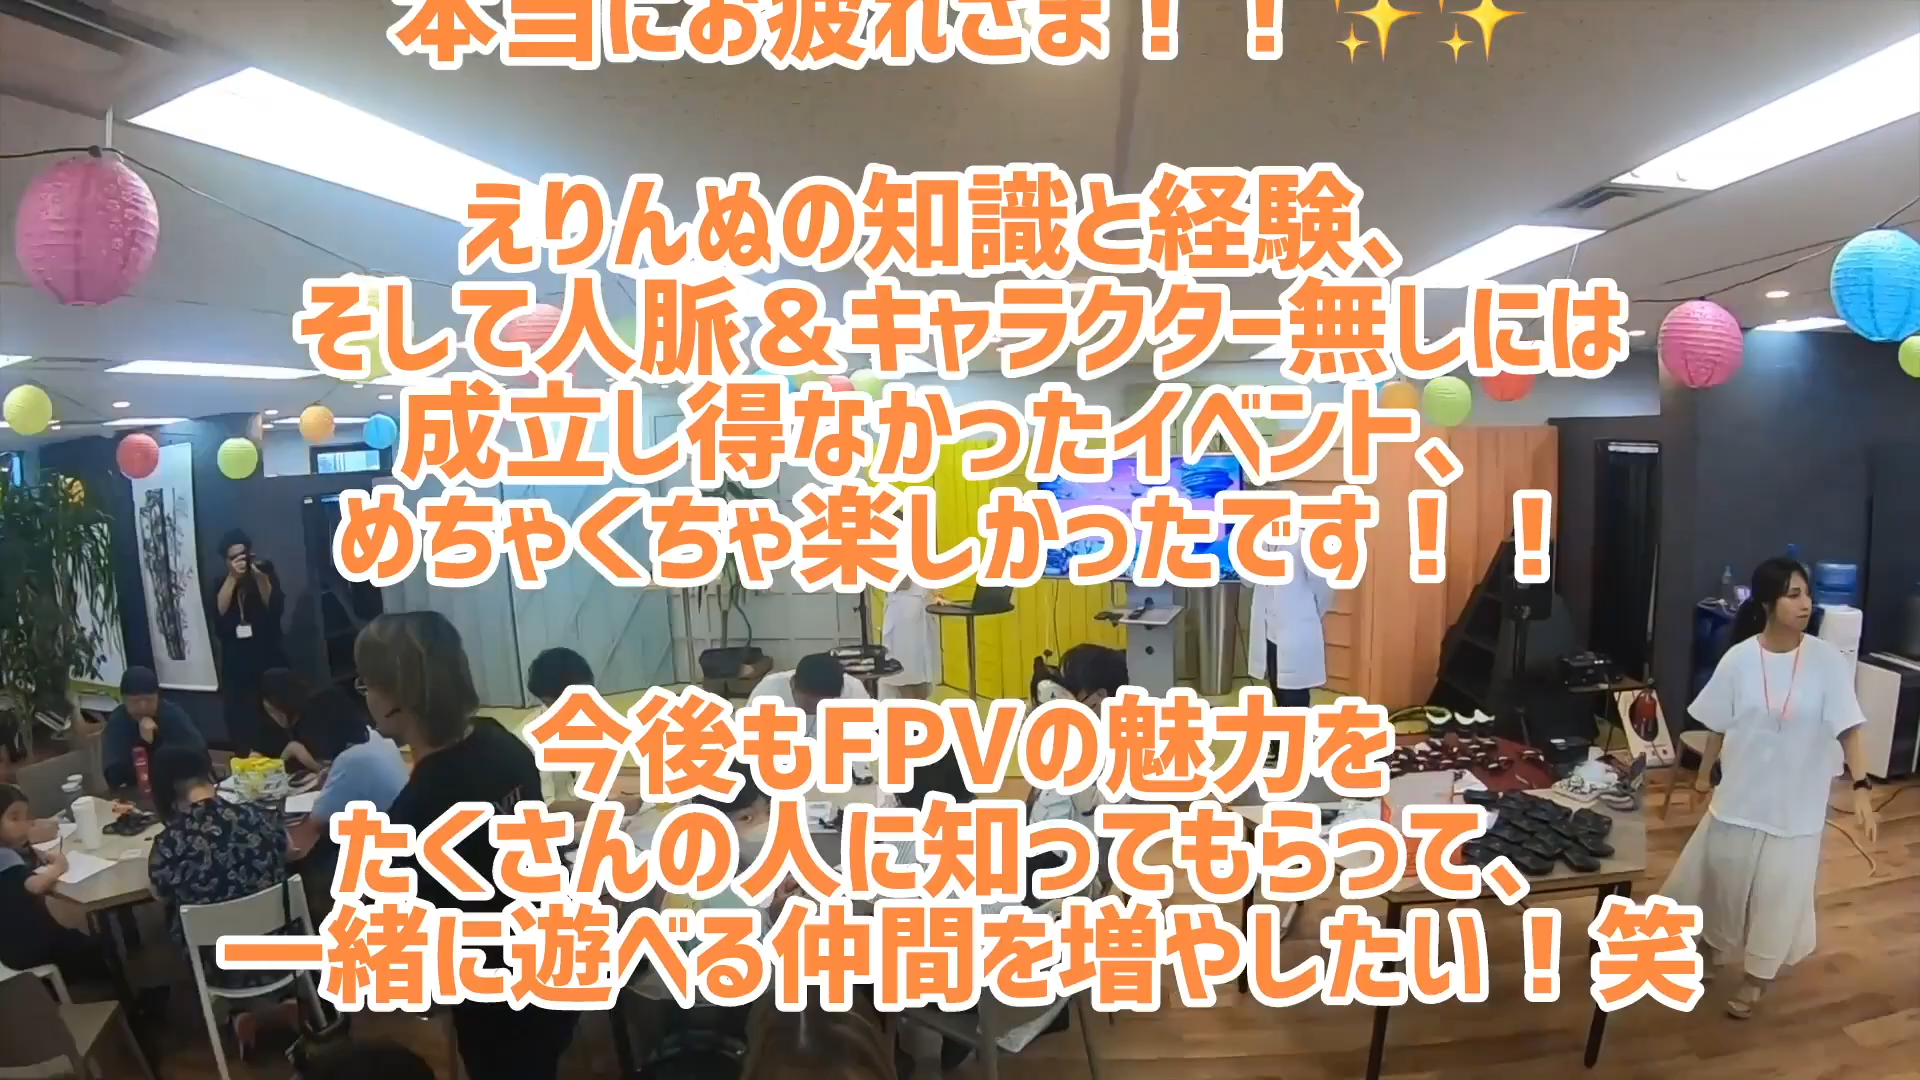 本当にお疲れさま！！✨✨
えりんぬの知識と経験、
そして人脈＆キャラクター無しには
成立し得なかったイベント、
めちゃくちゃ楽しかったです！！
今後もFPVの魅力を
たくさんの人に知ってもらって、
一緒に遊べる仲間を増やしたい！笑